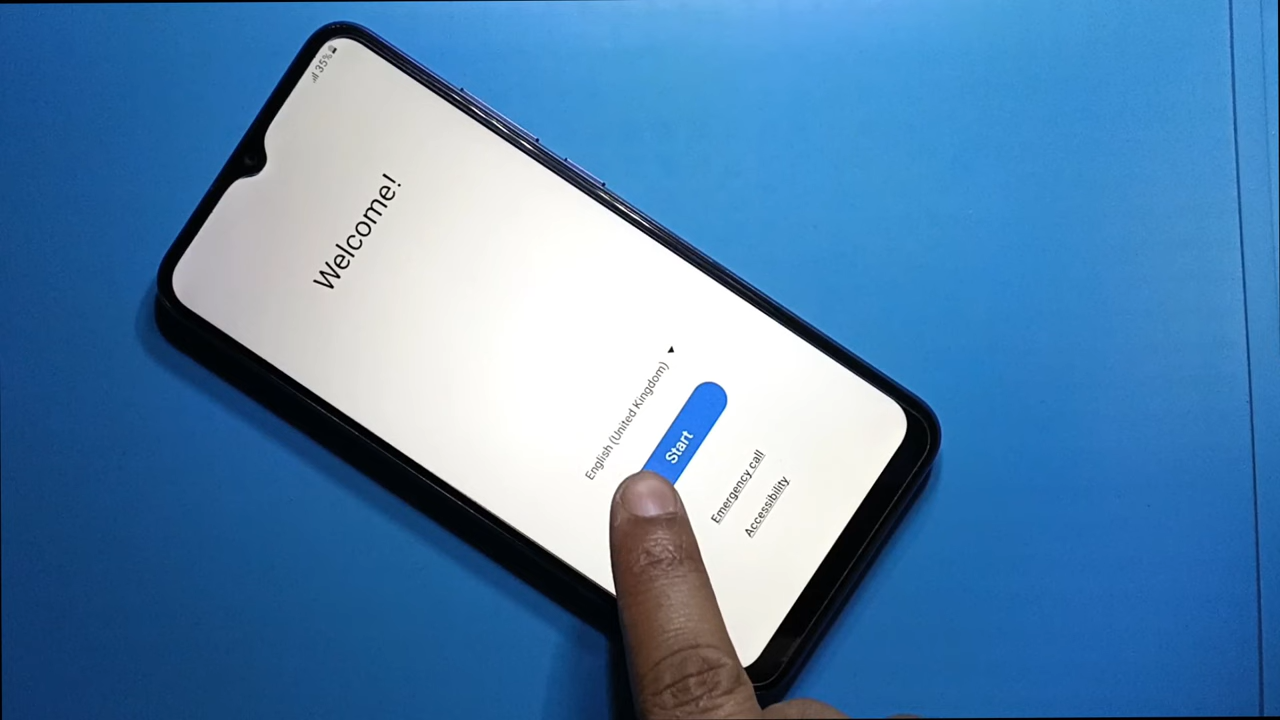 35%
Welcome!
English (United Kingdom)
Start
Emergency call
Accessibility